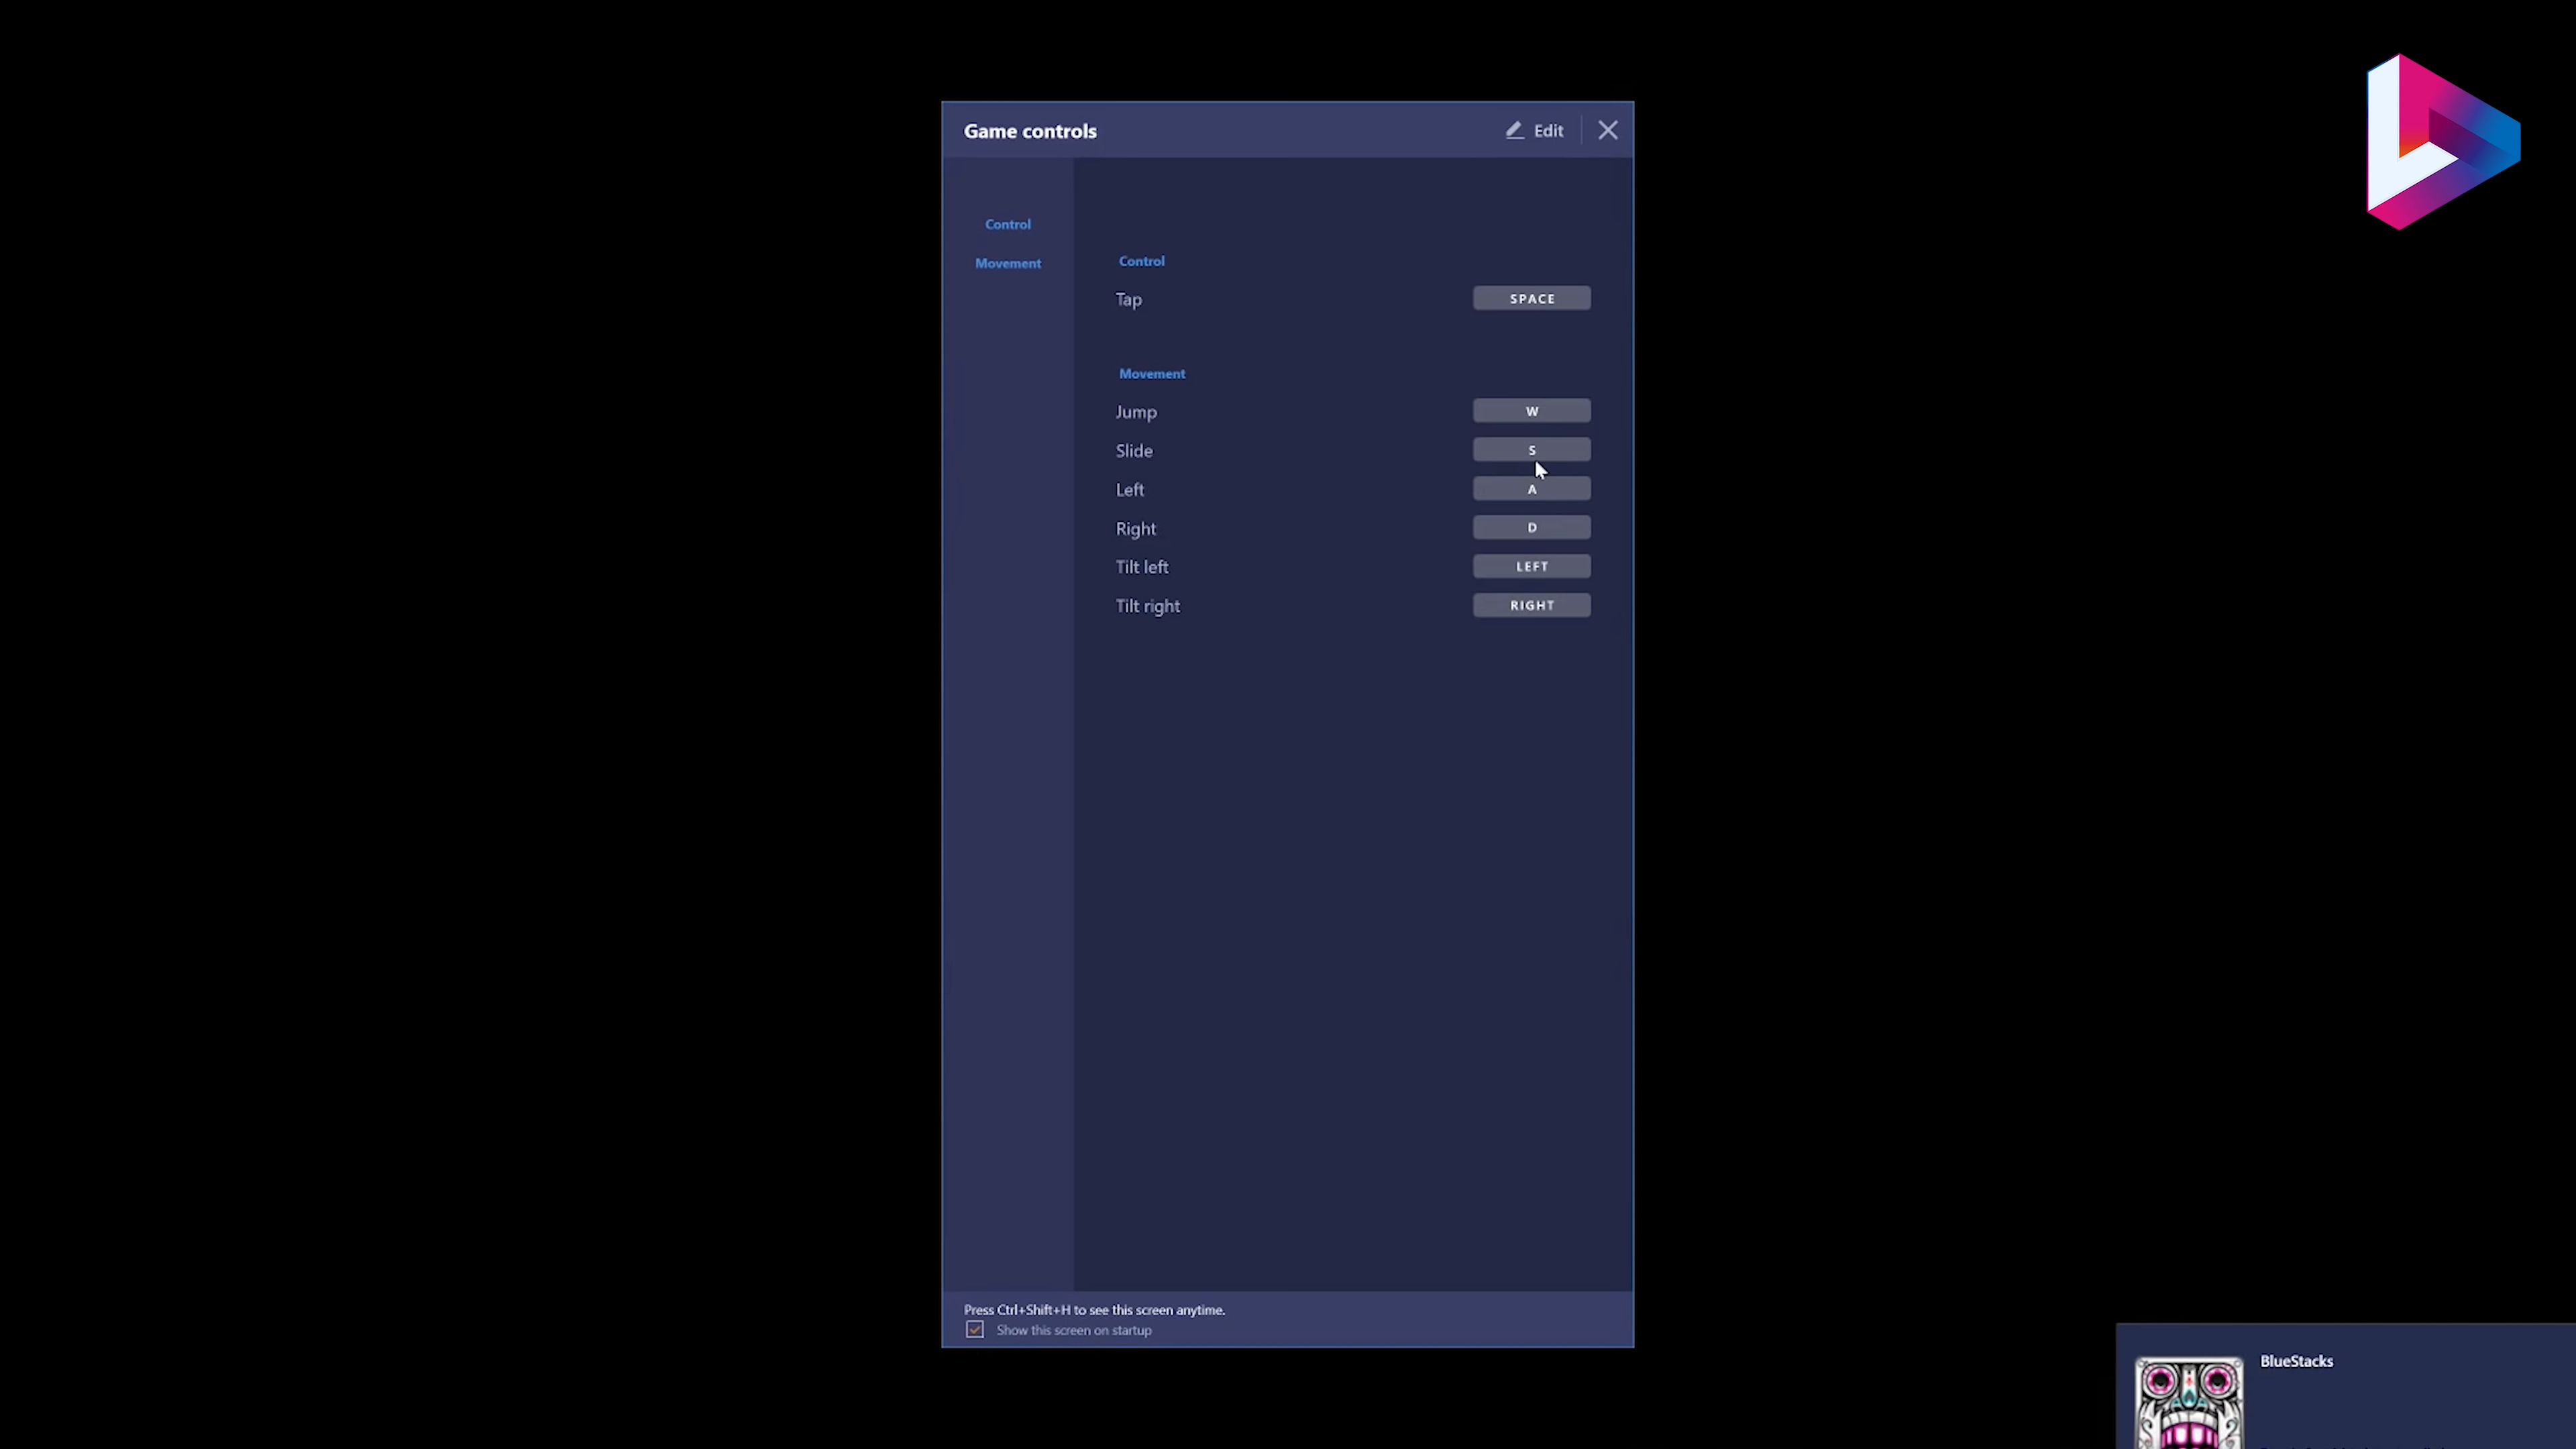 Game controls
Edit
Control
Movement
Control
Tap SPACE
Movement
Jump W
Slide S
Left A
Right D
Tilt left LEFT
Tilt right RIGHT
Press Ctrl+Shift+H to see this screen anytime.
Show this screen on startup
BlueStacks